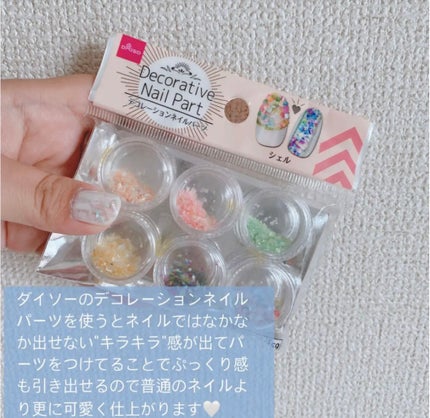 DAISO
Decorative
Nail Part
デコレーションネイルパーツ
シェル
ダイソーのデコレーションネイル
パーツを使うとネイルではなかな
か出せない"キラキラ"感が出てパ
ーツをつけてることでぷっくり感
も引き出せるので普通のネイルよ
り更に可愛く仕上がります🤍